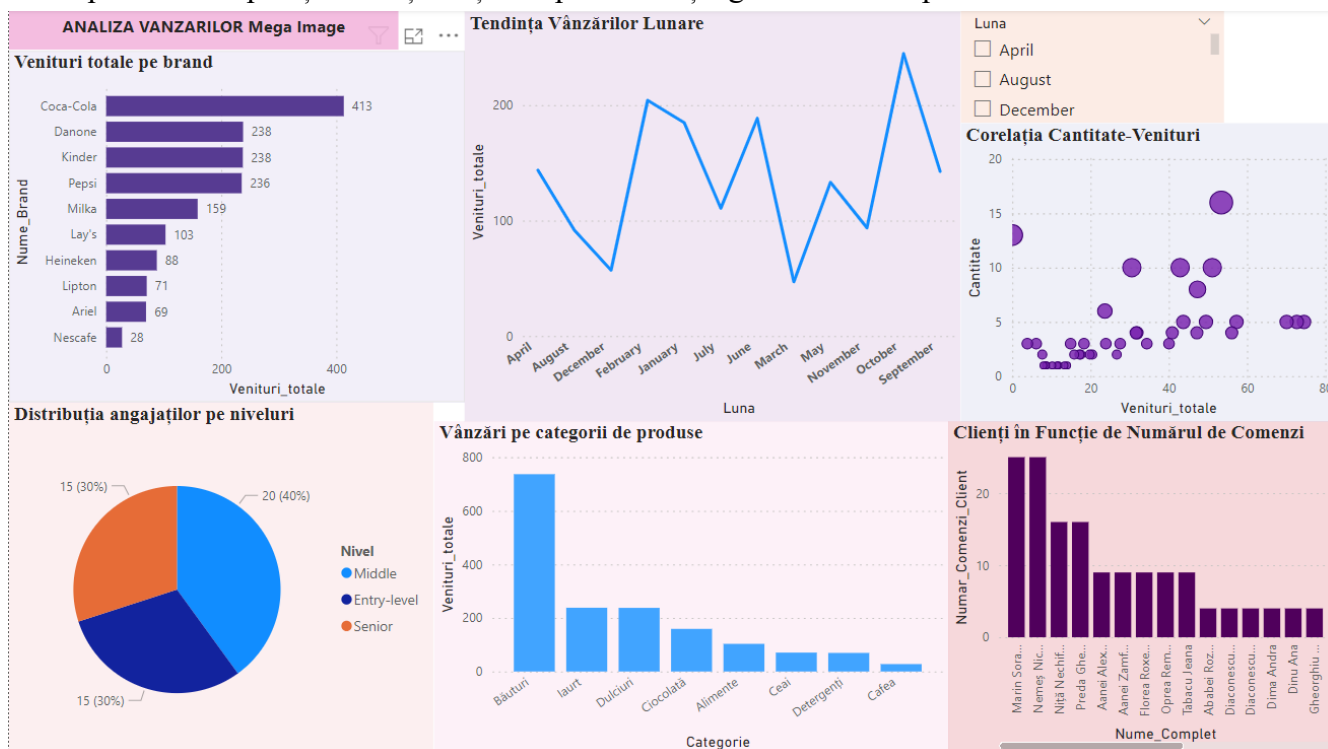 ANALIZA VANZARILOR Mega Image
Venituri totale pe brand
Nume_Brand
Coca-Cola 413
Danone 238
Kinder 238
Pepsi 236
Milka 159
Lay's 103
Heineken 88
Lipton 71
Ariel 69
Nescafe 28
0 200 400
Venituri_totale
Tendința Vânzărilor Lunare
Venituri_totale
200
100
0
April August December February January July June March May November October September
Luna
Luna
April
August
December
Corelația Cantitate-Venituri
Cantitate
20
15
10
5
0
0 20 40 60 80
Venituri_totale
Distribuția angajaților pe niveluri
15 (30%)
20 (40%)
15 (30%)
Nivel
Middle
Entry-level
Senior
Vânzări pe categorii de produse
Venituri_totale
800
600
400
200
0
Băuturi Iaurt Dulciuri Ciocolată Alimente Ceai Detergenți Cafea
Categorie
Clienți în Funcție de Numărul de Comenzi
Numar_Comenzi_Client
20
10
0
Marin Sora...
Nemeș Nic...
Niță Nechif...
Preda Ghe...
Aanei Alex...
Aanei Zamf...
Florea Roxe...
Oprea Rem...
Tabacu Jeana
Ababei Roz...
Diaconescu...
Diaconescu...
Dima Andra
Dinu Ana
Gheorghiu ...
Nume_Complet